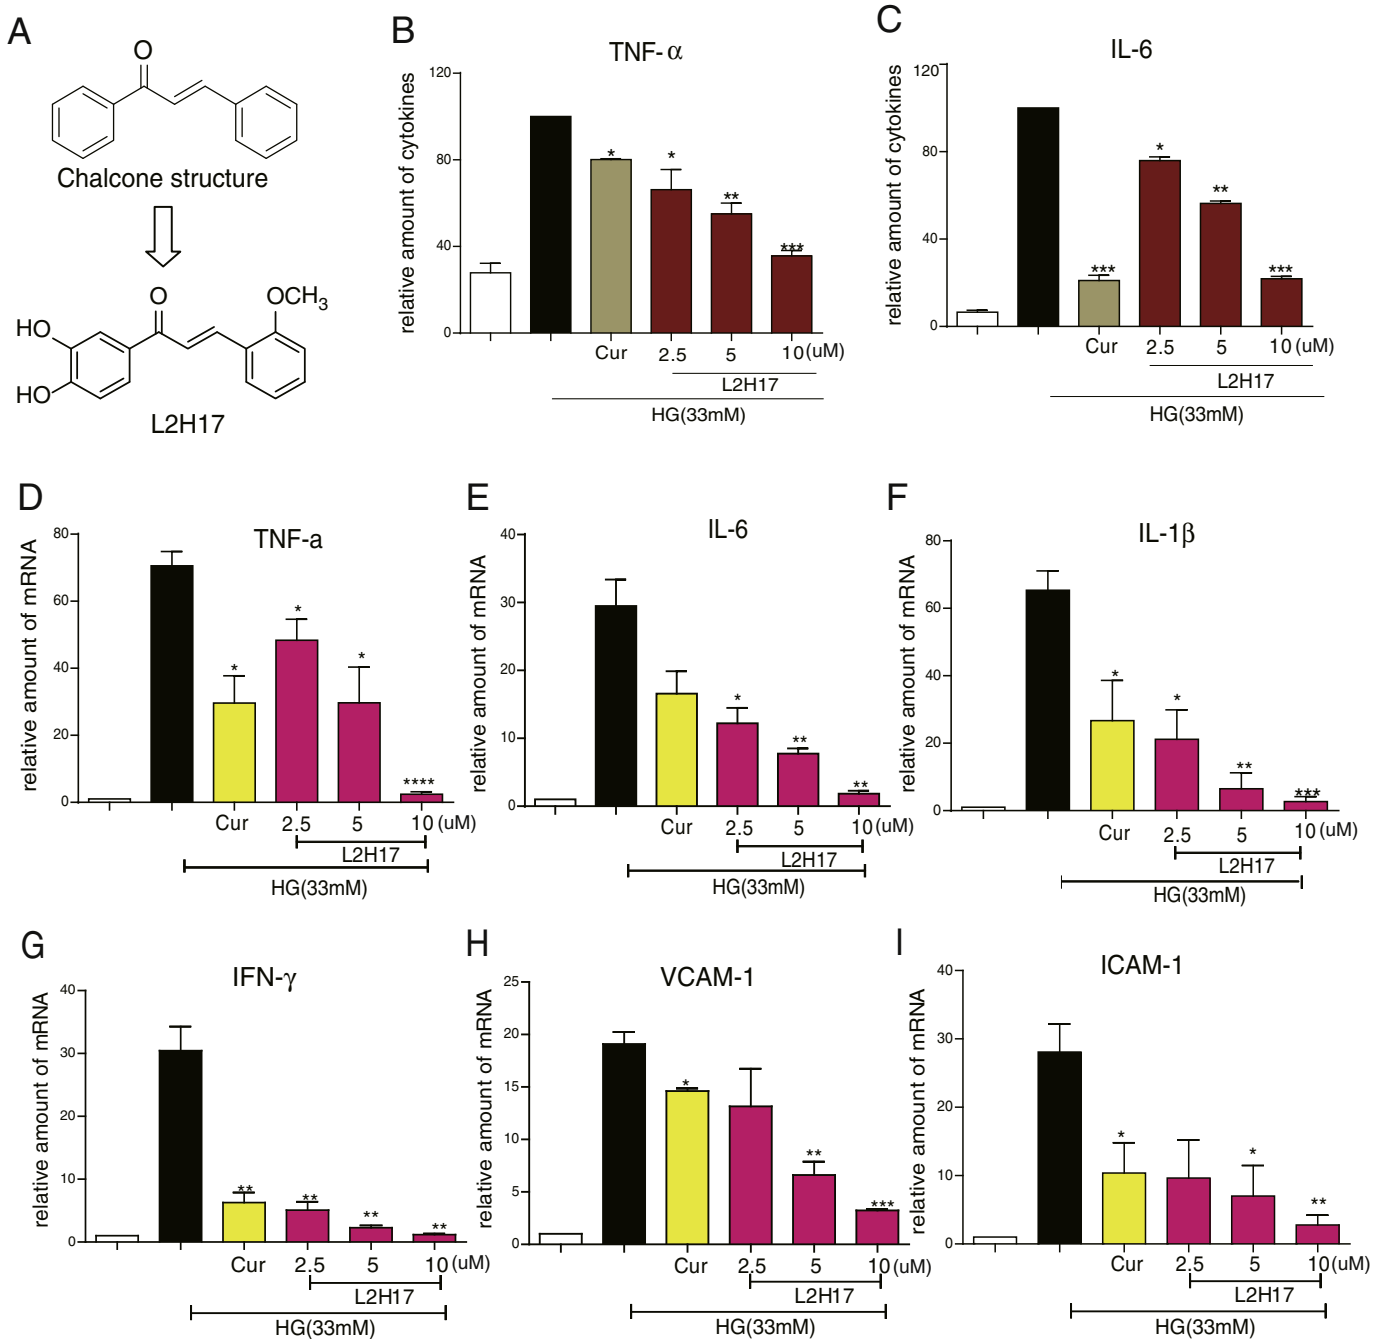 A
O
Chalcone structure
O
OCH3
HO
HO
L2H17
B
TNF-α
relative amount of cytokines
120
80
40
0
* * ** ***
Cur 2.5 5 10 (uM)
L2H17
HG(33mM)
C
IL-6
relative amount of cytokines
120
80
40
0
*** * ** ***
Cur 2.5 5 10 (uM)
L2H17
HG(33mM)
D
TNF-a
relative amount of mRNA
80
60
40
20
0
* * * ****
Cur 2.5 5 10 (uM)
L2H17
HG(33mM)
E
IL-6
relative amount of mRNA
40
30
20
10
0
* ** **
Cur 2.5 5 10 (uM)
L2H17
HG(33mM)
F
IL-1β
relative amount of mRNA
80
60
40
20
0
* * ** ***
Cur 2.5 5 10 (uM)
L2H17
HG(33mM)
G
IFN-γ
relative amount of mRNA
40
30
20
10
0
** ** ** **
Cur 2.5 5 10 (uM)
L2H17
HG(33mM)
H
VCAM-1
relative amount of mRNA
25
20
15
10
5
0
* ** ***
Cur 2.5 5 10 (uM)
L2H17
HG(33mM)
I
ICAM-1
relative amount of mRNA
40
30
20
10
0
* * **
Cur 2.5 5 10 (uM)
L2H17
HG(33mM)